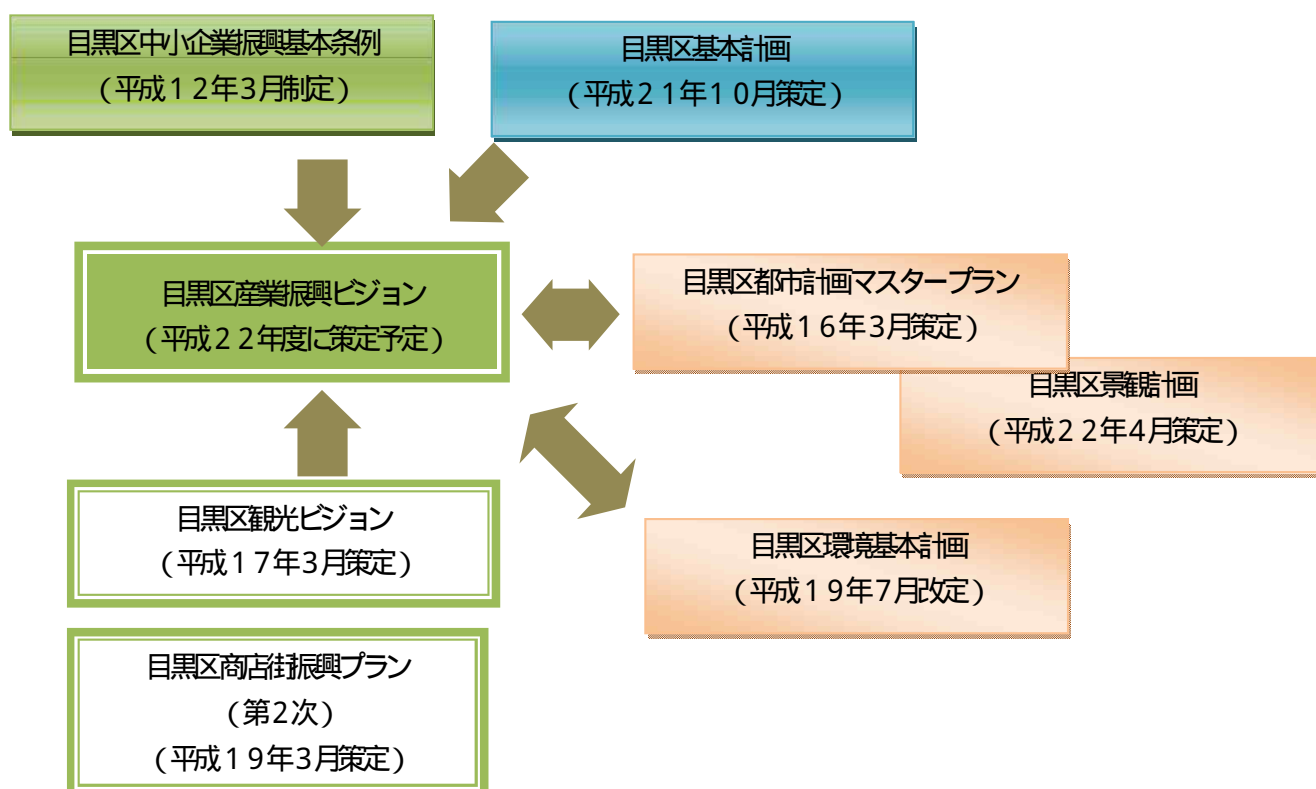 目黒区中小企業振興基本条例
(平成12年3月制定)
目黒区基本計画
(平成21年10月策定)
目黒区産業振興ビジョン
(平成22年度に策定予定)
目黒区都市計画マスタープラン
(平成16年3月策定)
目黒区景観計画
(平成22年4月策定)
目黒区観光ビジョン
(平成17年3月策定)
目黒区環境基本計画
(平成19年7月改定)
目黒区商店街振興プラン
(第2次)
(平成19年3月策定)